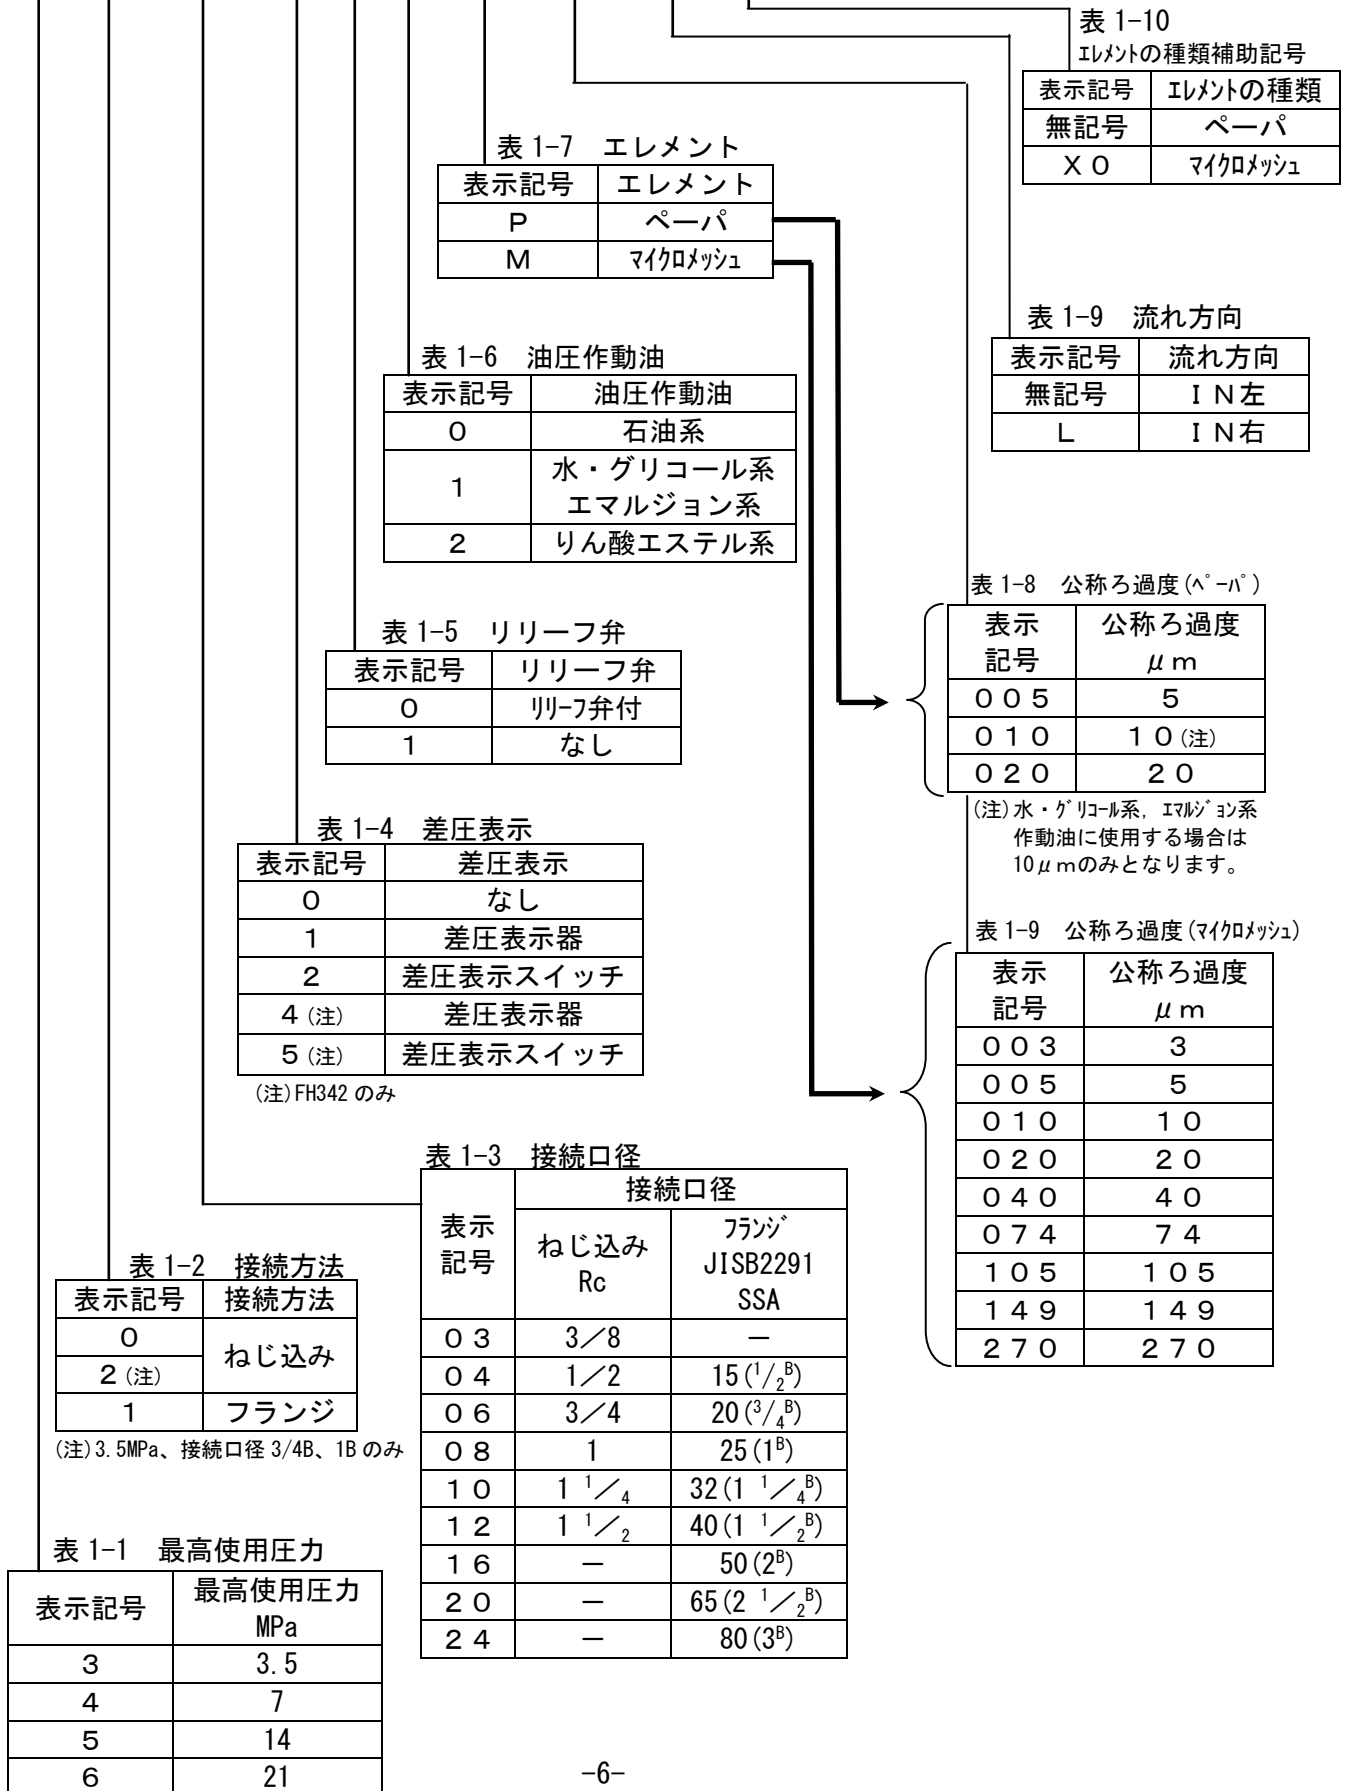 表 1-10
ｴﾚﾒﾝﾄの種類補助記号
表示記号 ｴﾚﾒﾝﾄの種類
無記号 ペーパ
Ｘ０ ﾏｲｸﾛﾒｯｼｭ
表 1-7 エレメント
表示記号 エレメント
Ｐ ペーパ
Ｍ ﾏｲｸﾛﾒｯｼｭ
表 1-9 流れ方向
表示記号 流れ方向
無記号 ＩＮ左
Ｌ ＩＮ右
表 1-6 油圧作動油
表示記号 油圧作動油
０ 石油系
１ 水・グリコール系
エマルジョン系
２ りん酸エステル系
表 1-8 公称ろ過度(ﾍﾟｰﾊﾟ)
表示 公称ろ過度
記号 μｍ
００５ ５
０１０ １０(注)
０２０ ２０
(注)水・ｸﾞﾘｺｰﾙ系, ｴﾏﾙｼﾞｮﾝ系
作動油に使用する場合は
10μｍのみとなります。
表 1-5 リリーフ弁
表示記号 リリーフ弁
０ ﾘﾘｰﾌ弁付
１ なし
表 1-4 差圧表示
表示記号 差圧表示
０ なし
１ 差圧表示器
２ 差圧表示スイッチ
４(注) 差圧表示器
５(注) 差圧表示スイッチ
(注)FH342 のみ
表 1-9 公称ろ過度(ﾏｲｸﾛﾒｯｼｭ)
表示 公称ろ過度
記号 μｍ
００３ ３
００５ ５
０１０ １０
０２０ ２０
０４０ ４０
０７４ ７４
１０５ １０５
１４９ １４９
２７０ ２７０
表 1-3 接続口径
表示 接続口径
記号 ねじ込み ﾌﾗﾝｼﾞ
Rc JISB2291
SSA
０３ 3／8 －
０４ 1／2 15(1/2B)
０６ 3／4 20(3/4B)
０８ 1 25(1B)
１０ 1 1／4 32(1 1／4B)
１２ 1 1／2 40(1 1／2B)
１６ － 50(2B)
２０ － 65(2 1／2B)
２４ － 80(3B)
表 1-2 接続方法
表示記号 接続方法
０ ねじ込み
２(注)
１ フランジ
(注)3.5MPa、接続口径 3/4B、1B のみ
表 1-1 最高使用圧力
表示記号 最高使用圧力
MPa
３ 3.5
４ 7
５ 14
６ 21
-6-